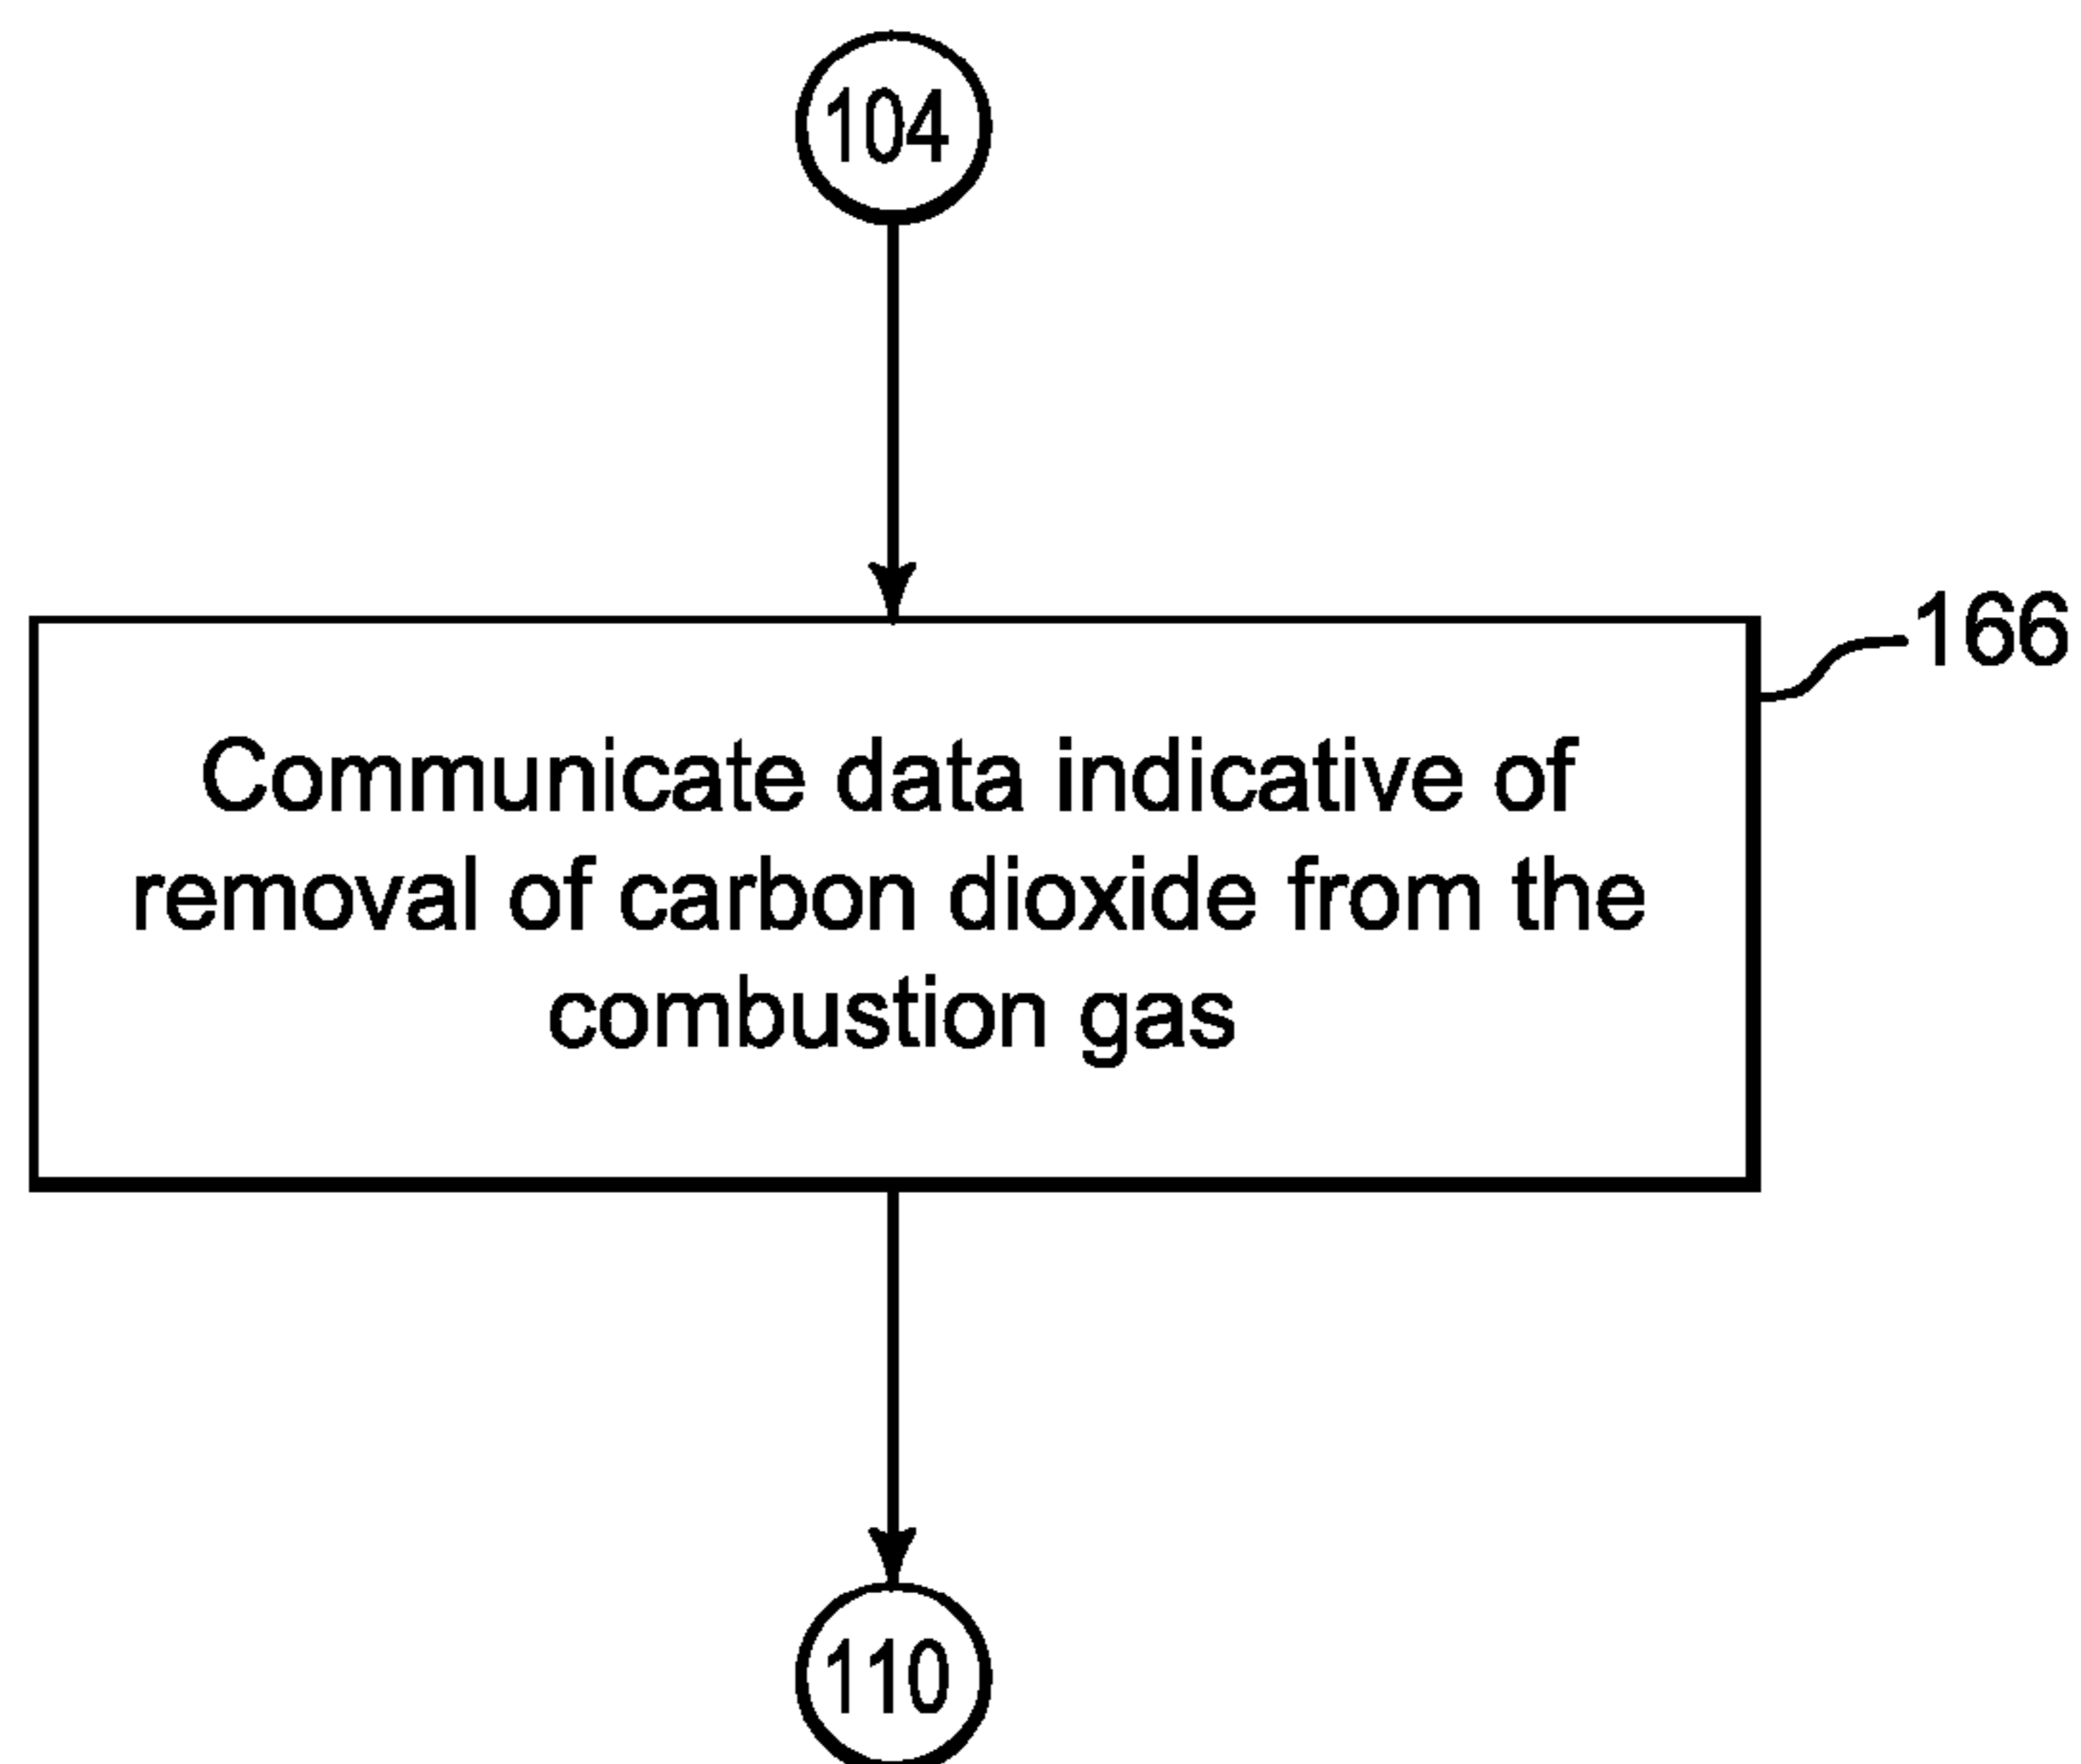 104
166
Communicate data indicative of
removal of carbon dioxide from the
combustion gas
110